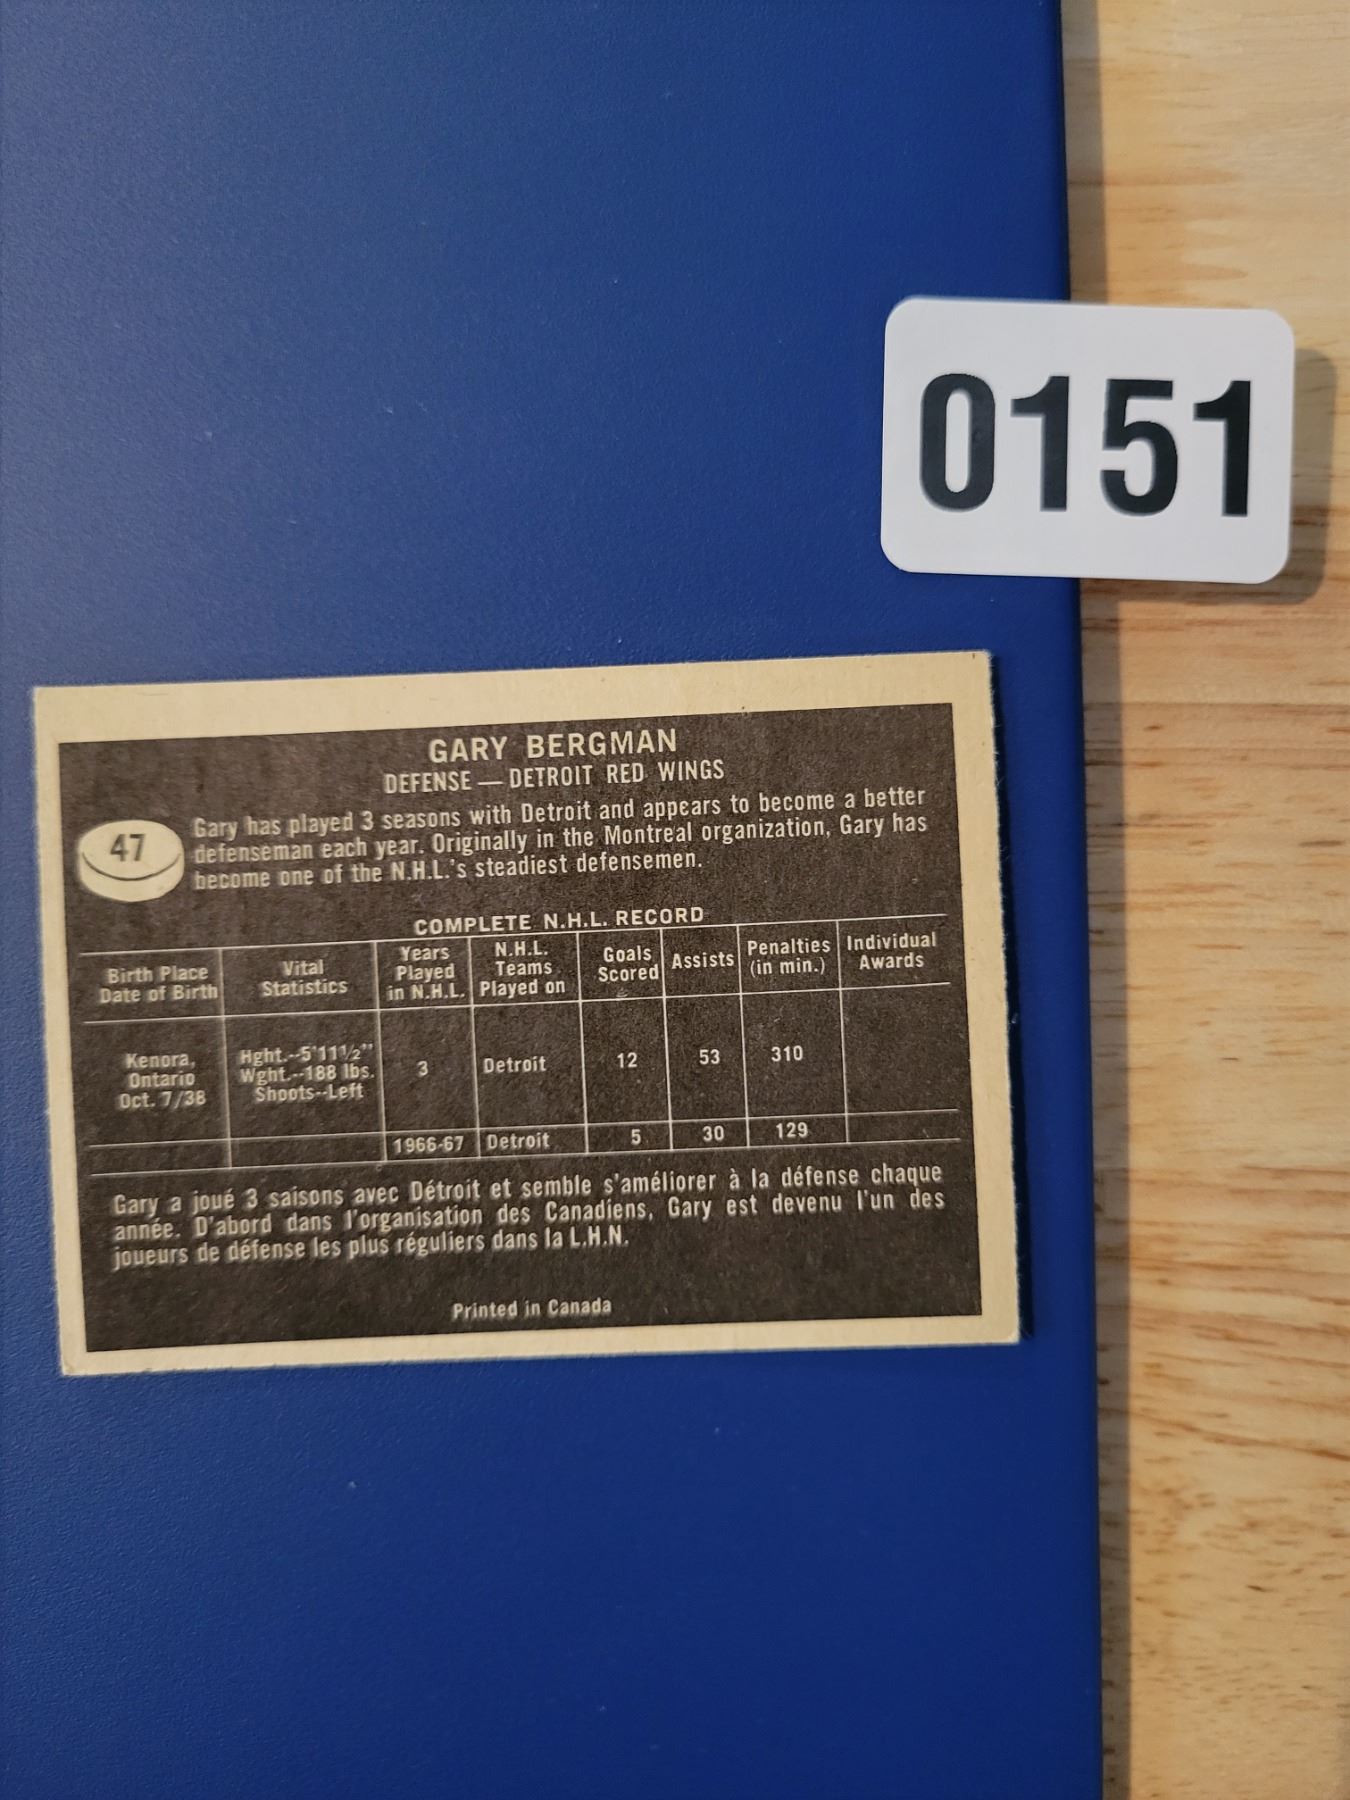 0151
GARY BERGMAN
DEFENSE — DETROIT RED WINGS
47
Gary has played 3 seasons with Detroit and appears to become a better
defenseman each year. Originally in the Montreal organization, Gary has
become one of the N.H.L.'s steadiest defensemen.
COMPLETE N.H.L. RECORD
Birth Place
Date of Birth
Vital
Statistics
Years
Played
in N.H.L.
N.H.L.
Teams
Played on
Goals
Scored
Assists
Penalties
(in min.)
Individual
Awards
Kenora,
Ontario
Oct. 7/38
Hght.--5'11½"
Wght.--188 lbs.
Shoots--Left
3
Detroit
12
53
310
1966-67
Detroit
5
30
129
Gary a joué 3 saisons avec Détroit et semble s'améliorer à la défense chaque
année. D'abord dans l'organisation des Canadiens, Gary est devenu l'un des
joueurs de défense les plus réguliers dans la L.H.N.
Printed in Canada